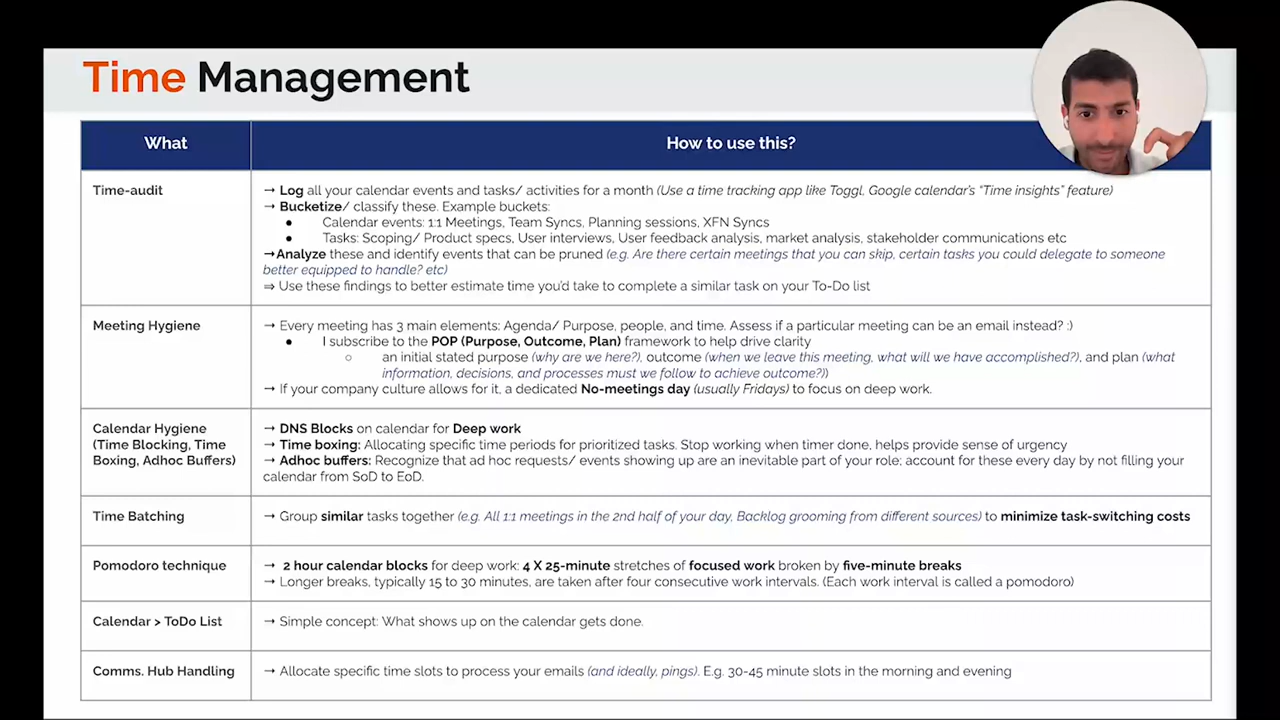 Time Management
What
How to use this?
Time-audit
→ Log all your calendar events and tasks/ activities for a month (Use a time tracking app like Toggl, Google calendar's "Time insights" feature)
→ Bucketize/ classify these. Example buckets:
● Calendar events: 1:1 Meetings, Team Syncs, Planning sessions, XFN Syncs
● Tasks: Scoping/ Product specs, User interviews, User feedback analysis, market analysis, stakeholder communications etc
→Analyze these and identify events that can be pruned (e.g. Are there certain meetings that you can skip, certain tasks you could delegate to someone
better equipped to handle? etc)
⇒ Use these findings to better estimate time you'd take to complete a similar task on your To-Do list
Meeting Hygiene
→ Every meeting has 3 main elements: Agenda/ Purpose, people, and time. Assess if a particular meeting can be an email instead? :)
● I subscribe to the POP (Purpose, Outcome, Plan) framework to help drive clarity
○ an initial stated purpose (why are we here?), outcome (when we leave this meeting, what will we have accomplished?), and plan (what
information, decisions, and processes must we follow to achieve outcome?))
→ If your company culture allows for it, a dedicated No-meetings day (usually Fridays) to focus on deep work.
Calendar Hygiene
(Time Blocking, Time
Boxing, Adhoc Buffers)
→ DNS Blocks on calendar for Deep work
→ Time boxing: Allocating specific time periods for prioritized tasks. Stop working when timer done, helps provide sense of urgency
→ Adhoc buffers: Recognize that ad hoc requests/ events showing up are an inevitable part of your role; account for these every day by not filling your
calendar from SoD to EoD.
Time Batching
→ Group similar tasks together (e.g. All 1:1 meetings in the 2nd half of your day, Backlog grooming from different sources) to minimize task-switching costs
Pomodoro technique
→ 2 hour calendar blocks for deep work: 4 X 25-minute stretches of focused work broken by five-minute breaks
→ Longer breaks, typically 15 to 30 minutes, are taken after four consecutive work intervals. (Each work interval is called a pomodoro)
Calendar > ToDo List
→ Simple concept: What shows up on the calendar gets done.
Comms. Hub Handling
→ Allocate specific time slots to process your emails (and ideally, pings). E.g. 30-45 minute slots in the morning and evening